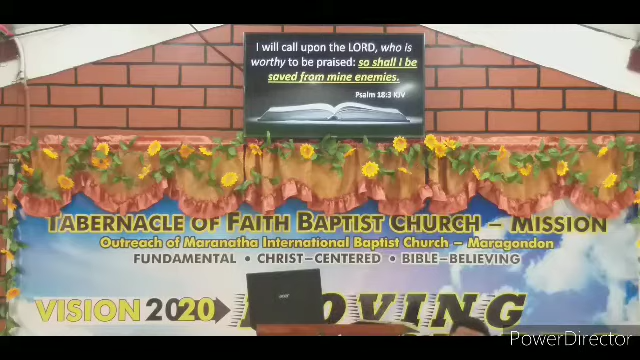 I will call upon the LORD, who is
worthy to be praised: so shall I be
saved from mine enemies.
Psalm 18:3 KJV
TABERNACLE OF FAITH BAPTIST CHURCH – MISSION
Outreach of Maranatha International Baptist Church – Maragondon
FUNDAMENTAL • CHRIST-CENTERED • BIBLE-BELIEVING
VISION 2020 MOVING
acer
PowerDirector